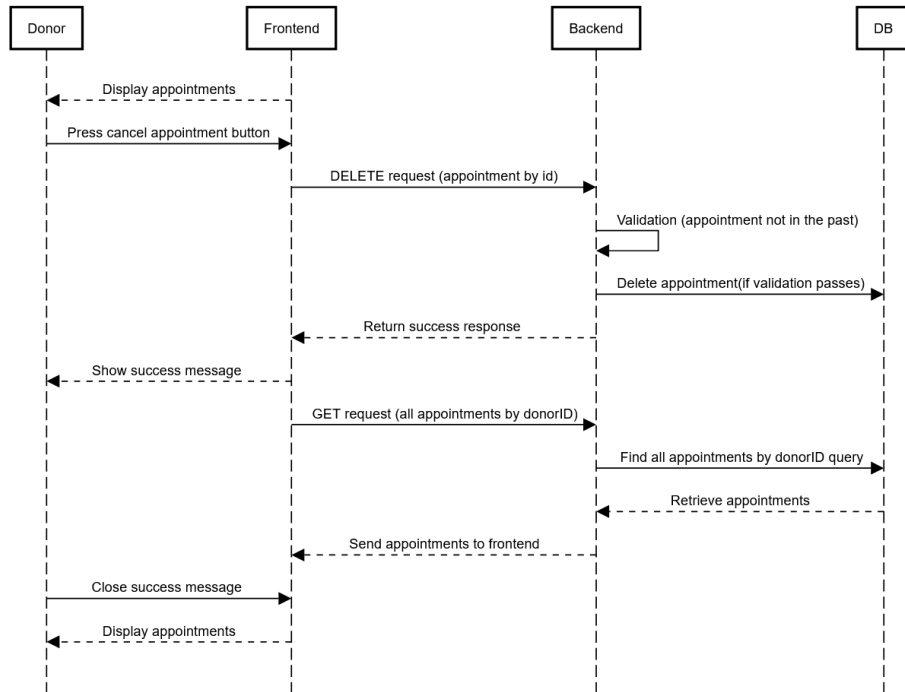 Donor
Frontend
Backend
DB
Display appointments
Press cancel appointment button
DELETE request (appointment by id)
Validation (appointment not in the past)
Delete appointment(if validation passes)
Return success response
Show success message
GET request (all appointments by donorID)
Find all appointments by donorID query
Retrieve appointments
Send appointments to frontend
Close success message
Display appointments